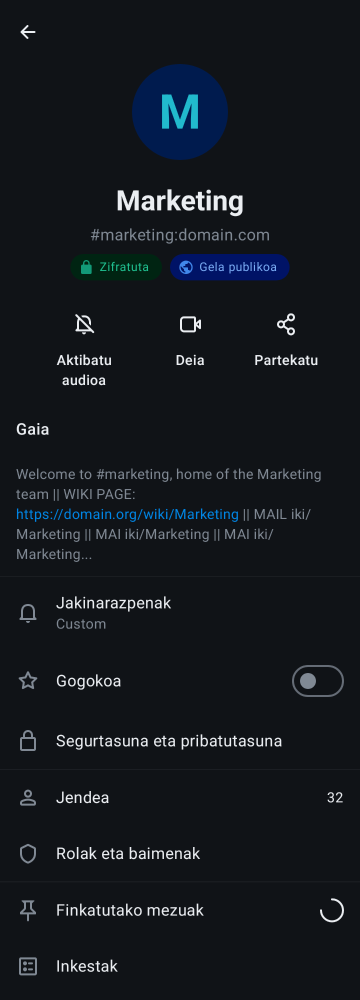 M
Marketing
#marketing:domain.com
Zifratuta
Gela publikoa
Aktibatu
audioa
Deia
Partekatu
Gaia
Welcome to #marketing, home of the Marketing
team || WIKI PAGE:
https://domain.org/wiki/Marketing || MAIL iki/
Marketing || MAI iki/Marketing || MAI iki/
Marketing...
Jakinarazpenak
Custom
Gogokoa
Segurtasuna eta pribatutasuna
Jendea 32
Rolak eta baimenak
Finkatutako mezuak
Inkestak